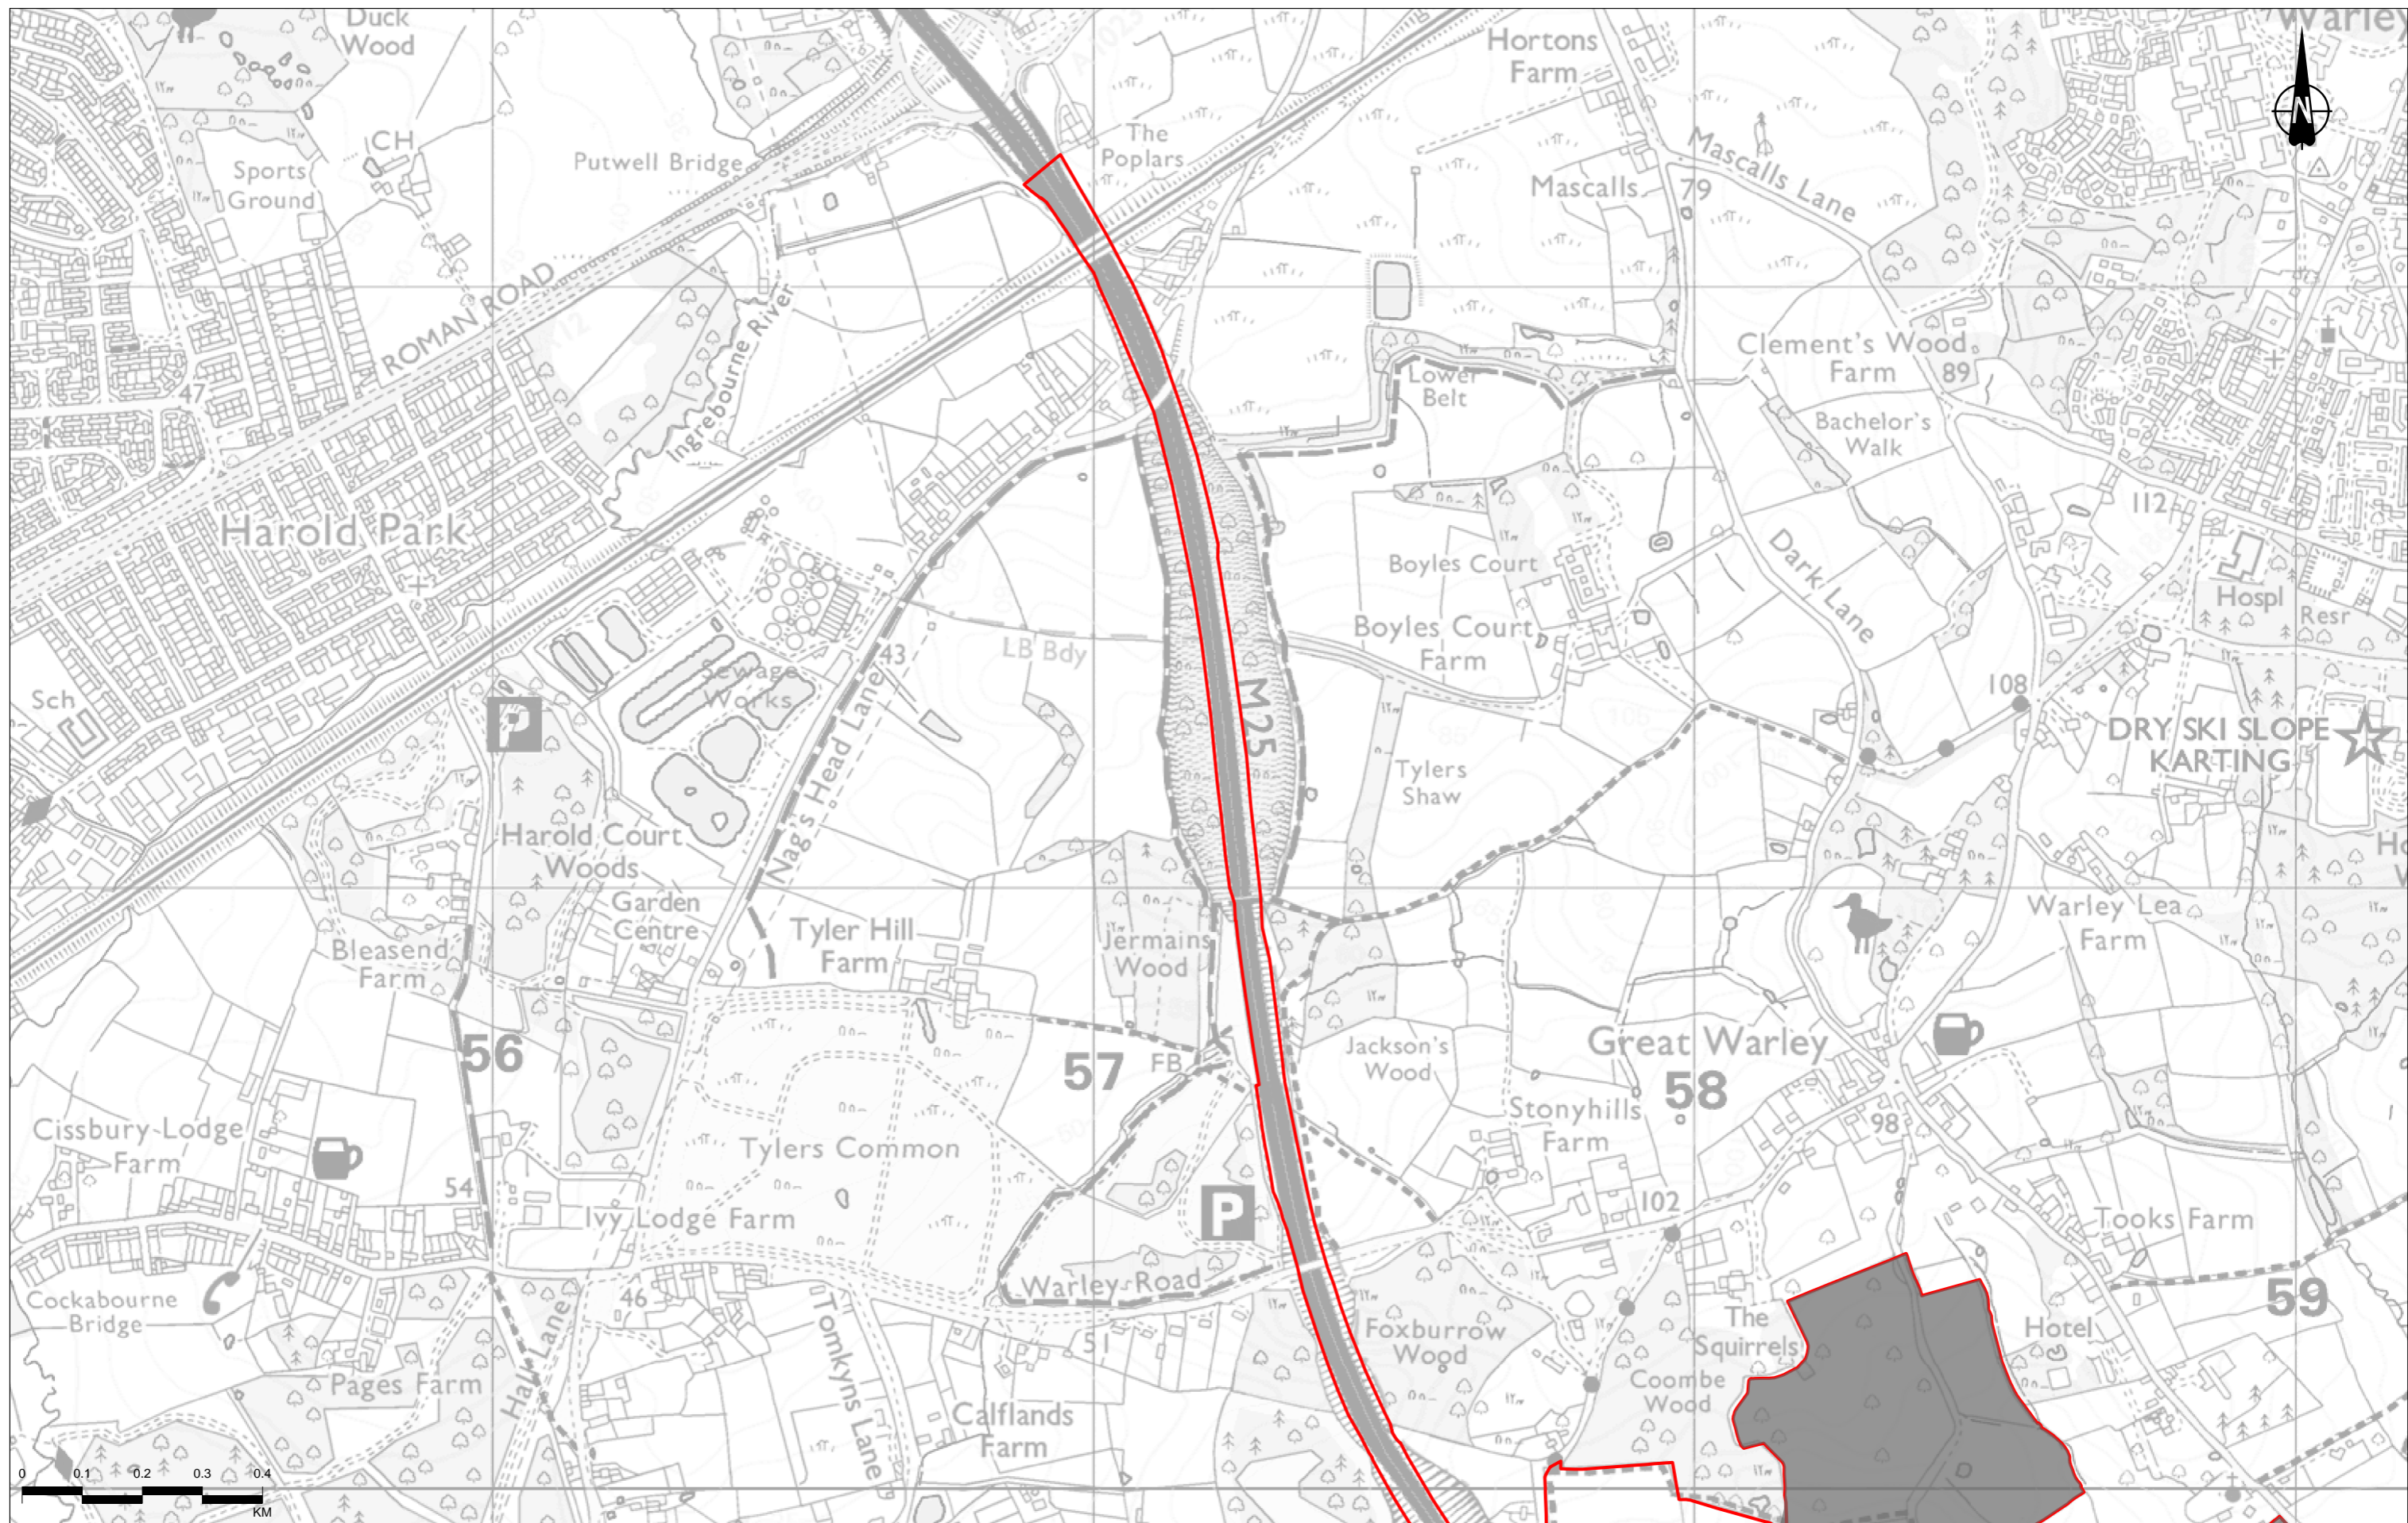 Duck
Wood
Warley
A1023
Hortons
Farm
N
CH
Sports
Ground
Putwell Bridge
The
Poplars
Mascalls
79
Mascalls Lane
ROMAN ROAD
Ingrebourne River
47
Clement's Wood
Farm
89
Lower
Belt
Bachelor's
Walk
112
Harold Park
Boyles Court
Boyles Court
Farm
Dark Lane
Hospl
Resr
LB Bdy
43
Sewage
Works
Sch
P
M25
108
DRY SKI SLOPE
KARTING
Tylers
Shaw
Nag's Head Lane
Harold Court
Woods
Garden
Centre
Tyler Hill
Farm
Jermains
Wood
Bleasend
Farm
Warley Lea
Farm
56
57
FB
Jackson's
Wood
Great Warley
58
Stonyhills
Farm
98
Cissbury Lodge
Farm
Tylers Common
54
Ivy Lodge Farm
P
102
Tooks Farm
Warley Road
59
Cockabourne
Bridge
46
Hall Lane
Tomkyns Lane
51
Foxburrow
Wood
The
Squirrels
Hotel
Coombe
Wood
Pages Farm
Calflands
Farm
0 0.1 0.2 0.3 0.4
KM